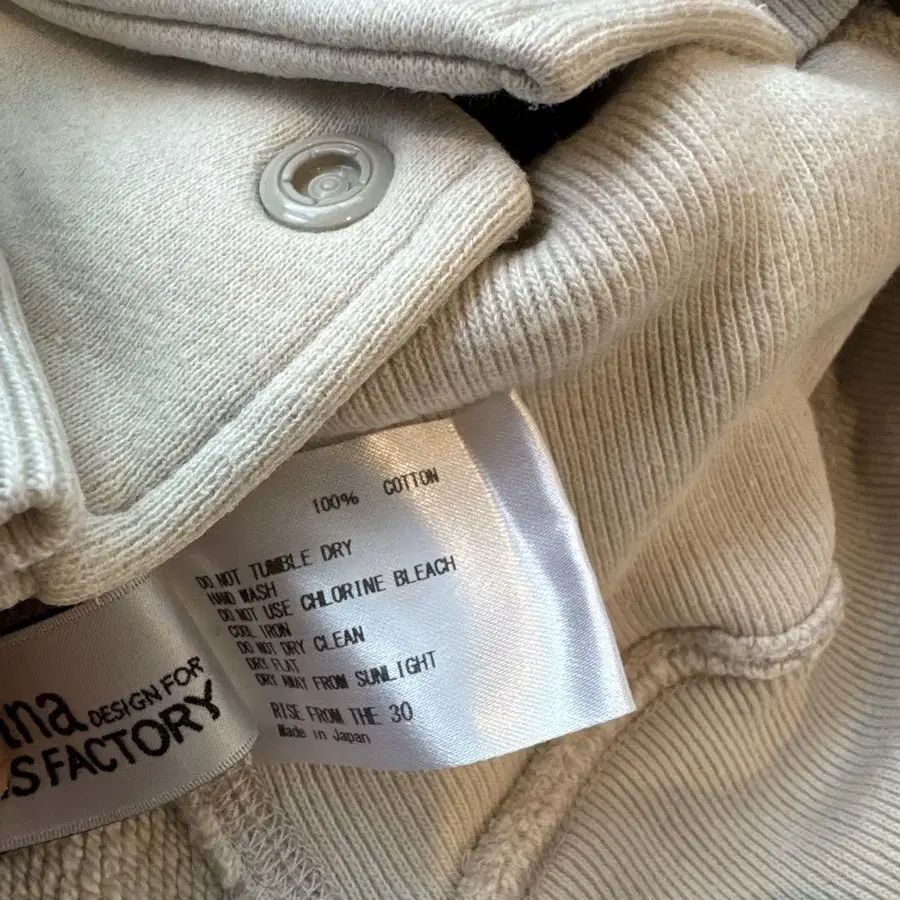 100% COTTON
DO NOT TUMBLE DRY
HAND WASH
DO NOT USE CHLORINE BLEACH
COOL IRON
DO NOT DRY CLEAN
DRY FLAT
DRY AWAY FROM SUNLIGHT
RISE FROM THE 30
Made in Japan
DESIGN FOR
FACTORY